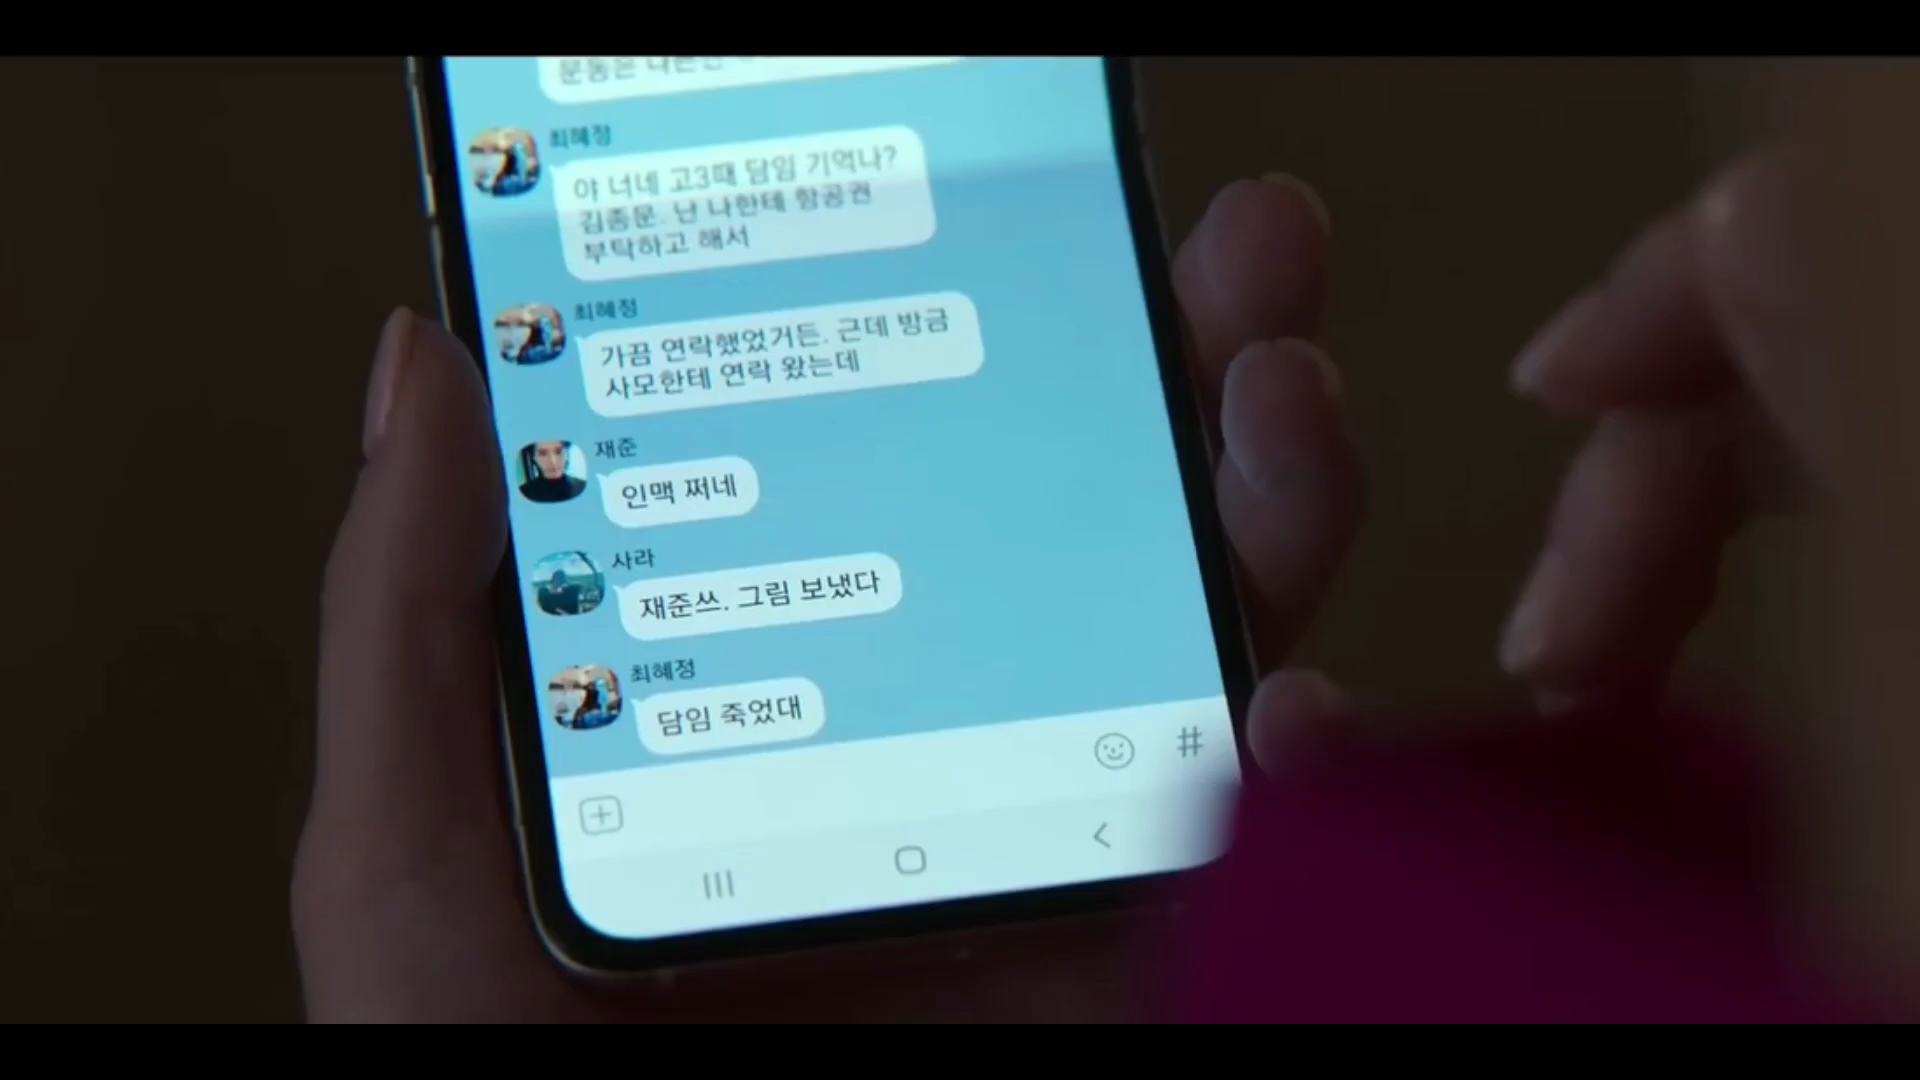 최혜정
야 너네 고3때 담임 기억나?
김종문. 난 나한테 항공권
부탁하고 해서
최혜정
가끔 연락했었거든. 근데 방금
사모한테 연락 왔는데
재준
인맥 쩌네
사라
재준쓰. 그림 보냈다
최혜정
담임 죽었대
#